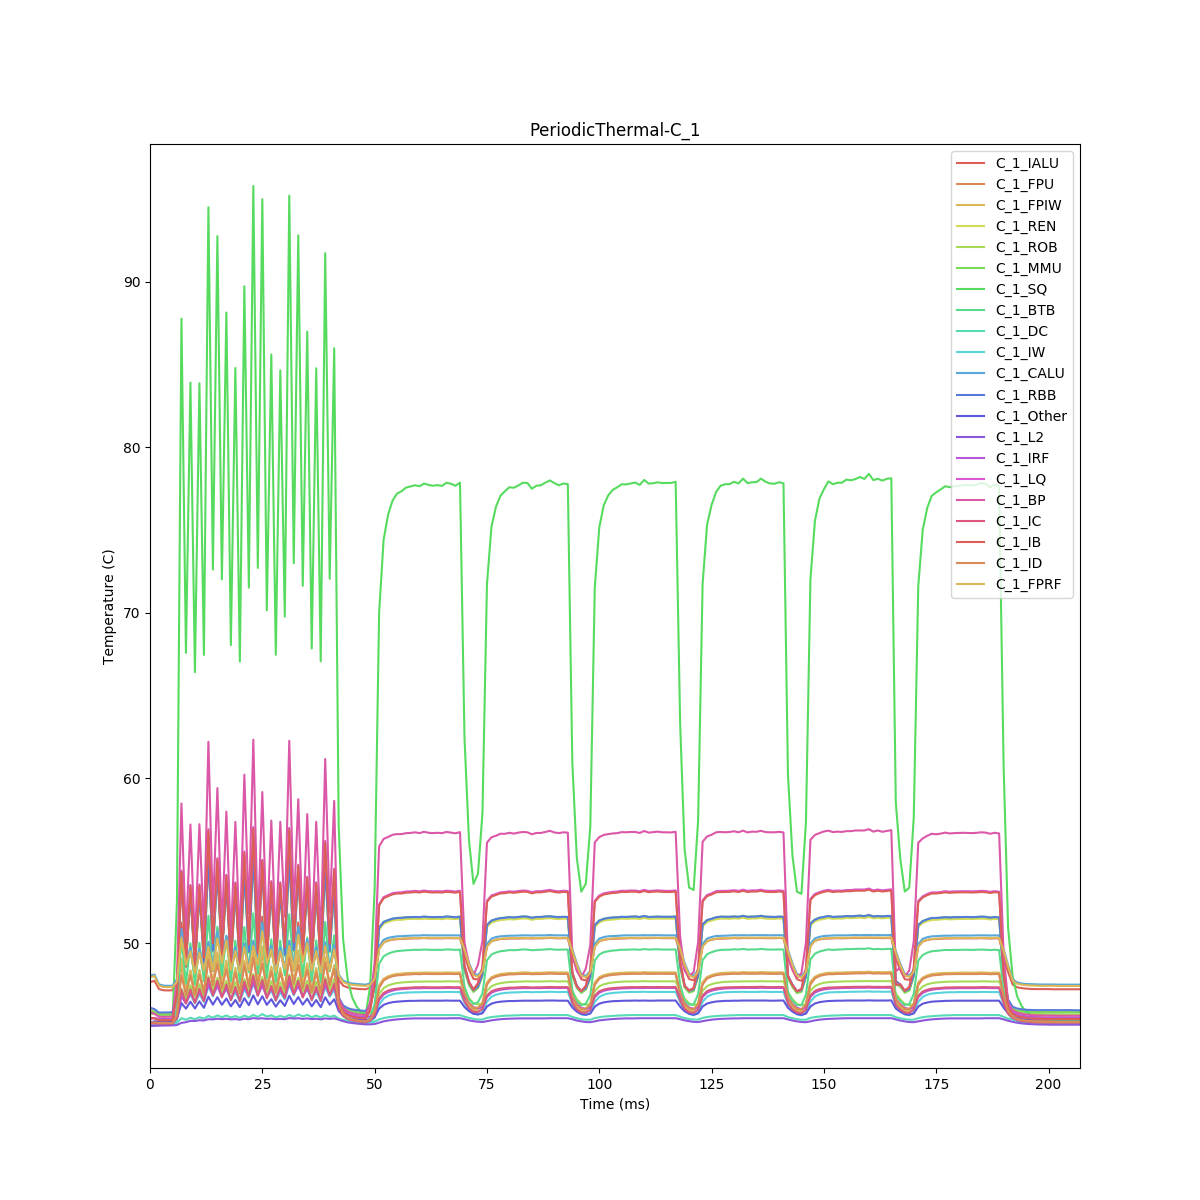 PeriodicThermal-C_1
C_1_IALU
C_1_FPU
C_1_FPIW
C_1_REN
C_1_ROB
C_1_MMU
C_1_SQ
C_1_BTB
C_1_DC
C_1_IW
C_1_CALU
C_1_RBB
C_1_Other
C_1_L2
C_1_IRF
C_1_LQ
C_1_BP
C_1_IC
C_1_IB
C_1_ID
C_1_FPRF
90
80
70
60
50
Temperature (C)
0 25 50 75 100 125 150 175 200
Time (ms)